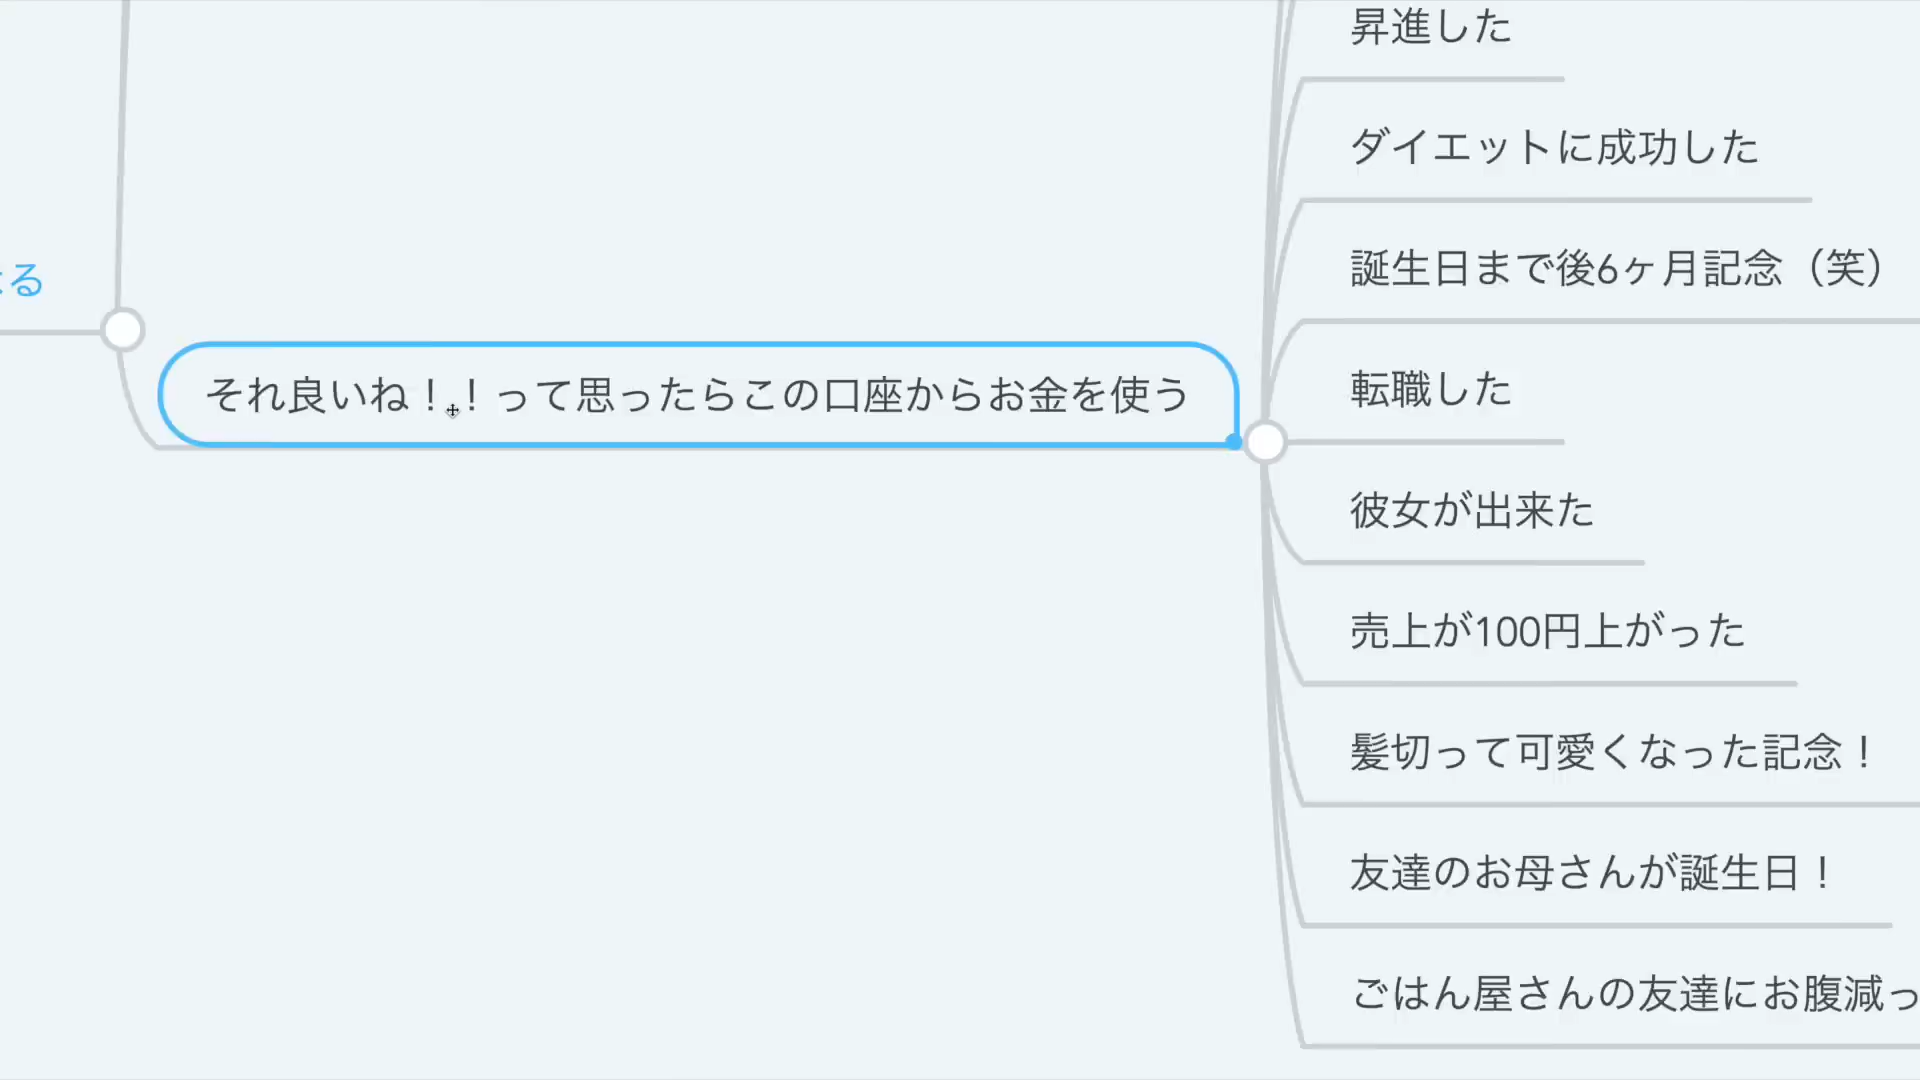 昇進した
ダイエットに成功した
誕生日まで後6ヶ月記念（笑）
る
それ良いね！！って思ったらこの口座からお金を使う
転職した
彼女が出来た
売上が100円上がった
髪切って可愛くなった記念！
友達のお母さんが誕生日！
ごはん屋さんの友達にお腹減っ